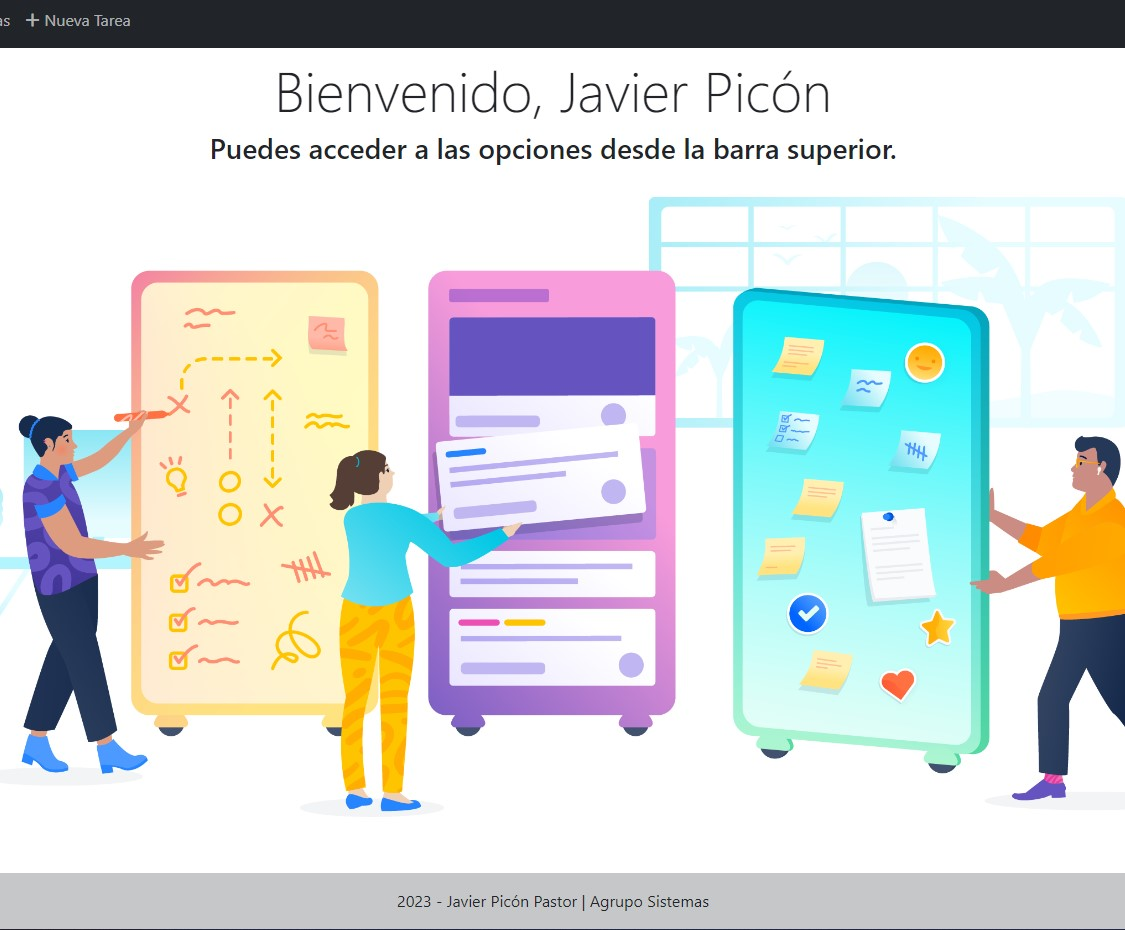 as + Nueva Tarea
Bienvenido, Javier Picón
Puedes acceder a las opciones desde la barra superior.
2023 - Javier Picón Pastor | Agrupo Sistemas